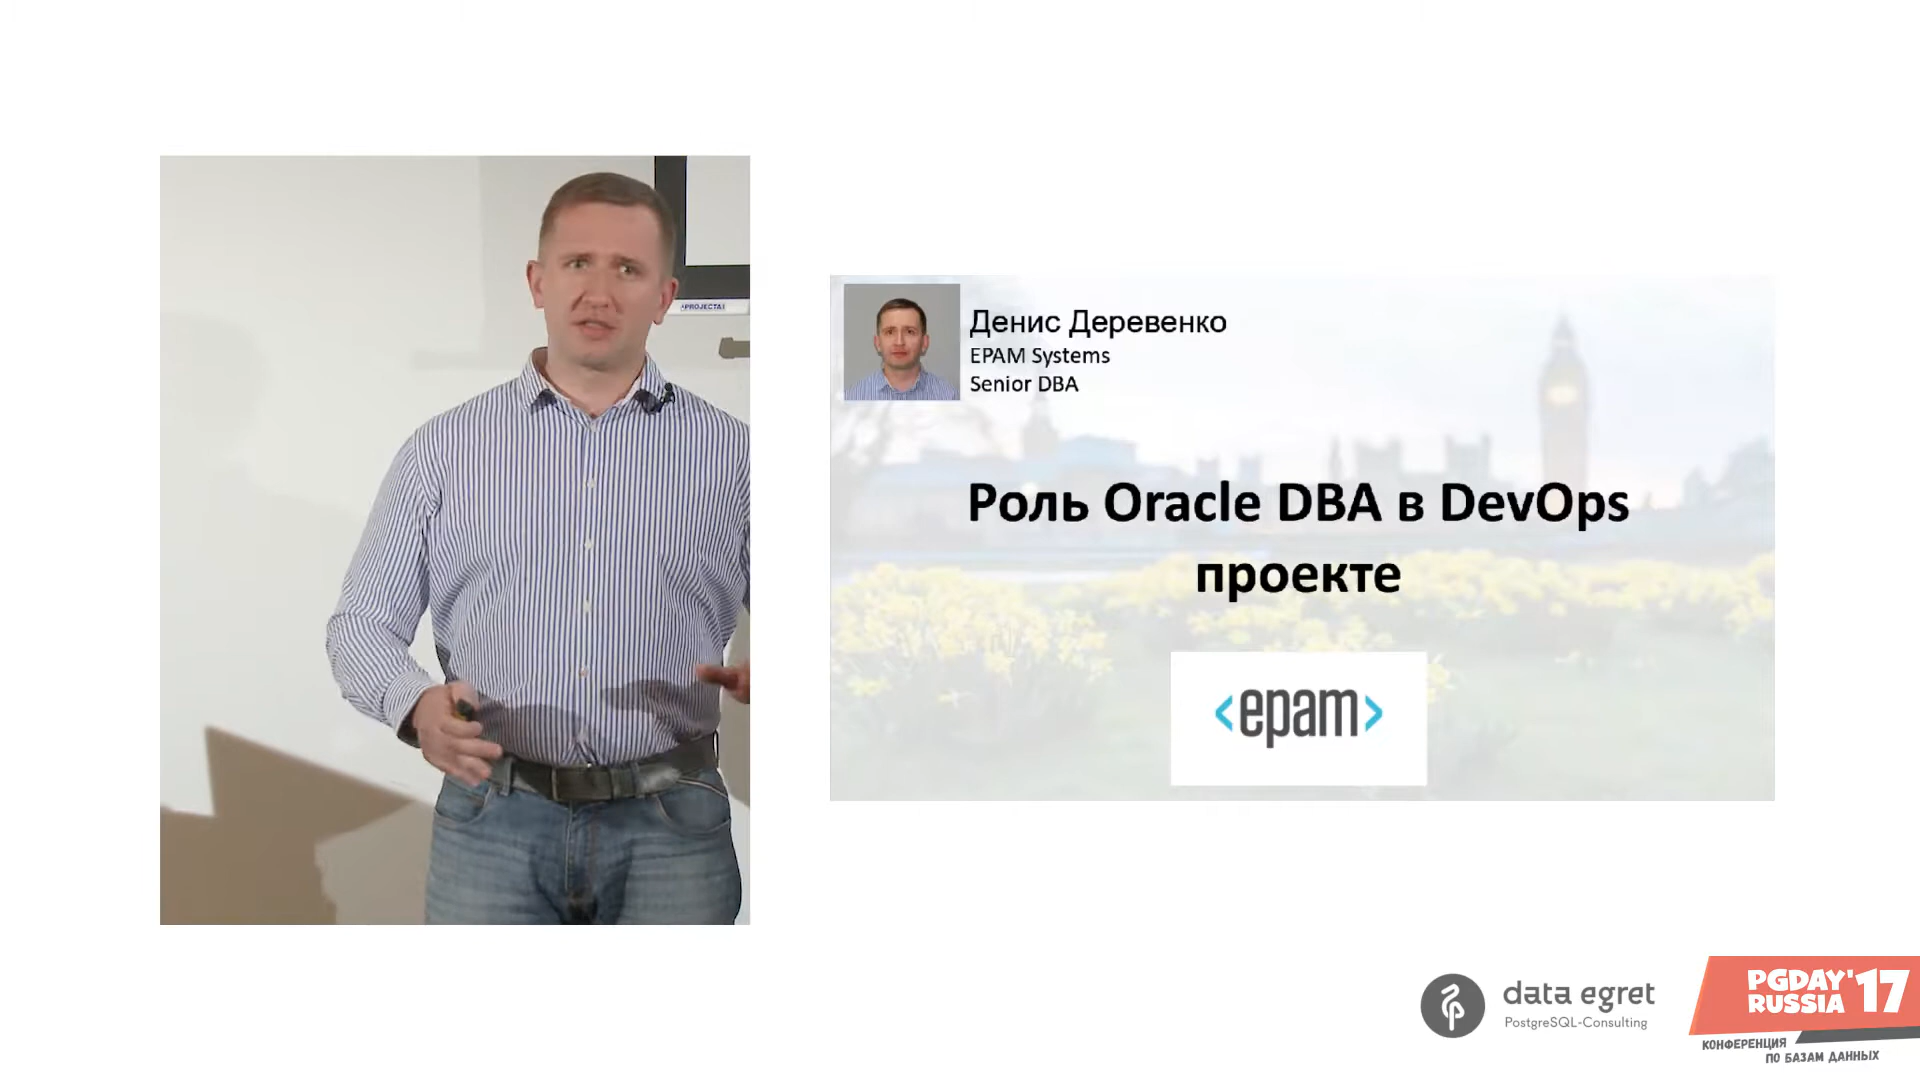 PROJECTA
Денис Деревенко
EPAM Systems
Senior DBA
Роль Oracle DBA в DevOps
проекте
<epam>
data egret
PostgreSQL-Consulting
PGDAY'17
RUSSIA
КОНФЕРЕНЦИЯ
ПО БАЗАМ ДАННЫХ